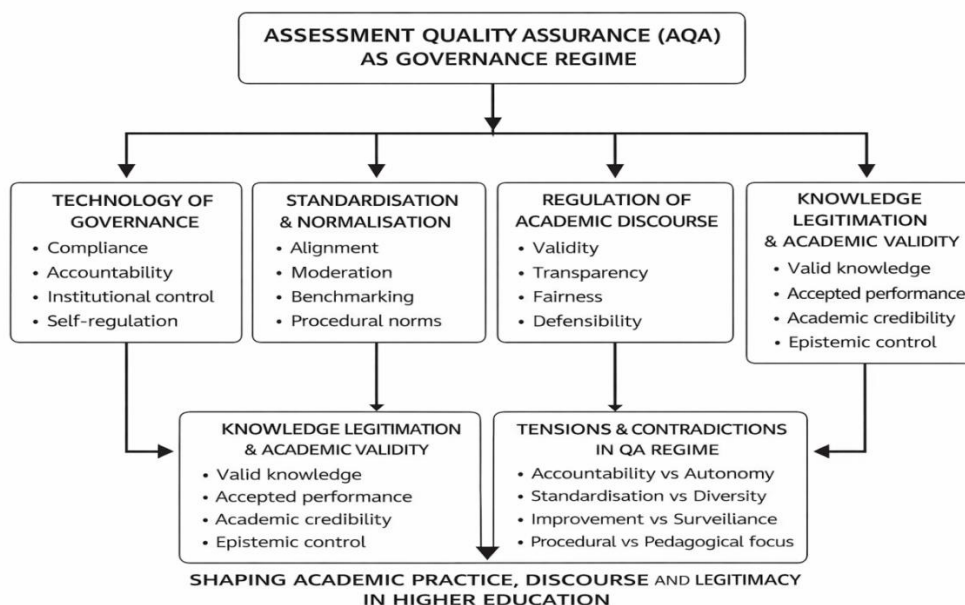 ASSESSMENT QUALITY ASSURANCE (AQA)
AS GOVERNANCE REGIME
TECHNOLOGY OF
GOVERNANCE
• Compliance
• Accountability
• Institutional control
• Self-regulation
STANDARDISATION
& NORMALISATION
• Alignment
• Moderation
• Benchmarking
• Procedural norms
REGULATION OF
ACADEMIC DISCOURSE
• Validity
• Transparency
• Fairness
• Defensibility
KNOWLEDGE
LEGITIMATION
& ACADEMIC VALIDITY
• Valid knowledge
• Accepted performance
• Academic credibility
• Epistemic control
KNOWLEDGE LEGITIMATION
& ACADEMIC VALIDITY
• Valid knowledge
• Accepted performance
• Academic credibility
• Epistemic control
TENSIONS & CONTRADICTIONS
IN QA REGIME
• Accountability vs Autonomy
• Standardisation vs Diversity
• Improvement vs Surveiliance
• Procedural vs Pedagogical focus
SHAPING ACADEMIC PRACTICE, DISCOURSE AND LEGITIMACY
IN HIGHER EDUCATION